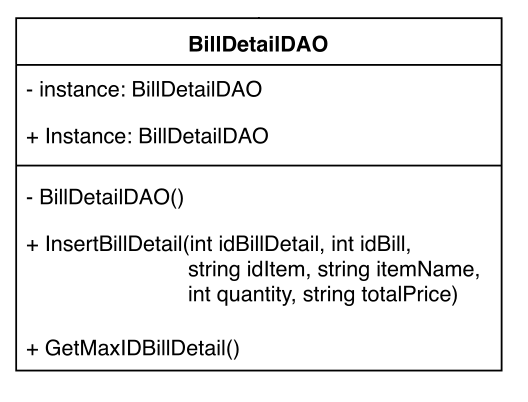 BillDetailDAO
- instance: BillDetailDAO
+ Instance: BillDetailDAO
- BillDetailDAO()
+ InsertBillDetail(int idBillDetail, int idBill,
string idItem, string itemName,
int quantity, string totalPrice)
+ GetMaxIDBillDetail()